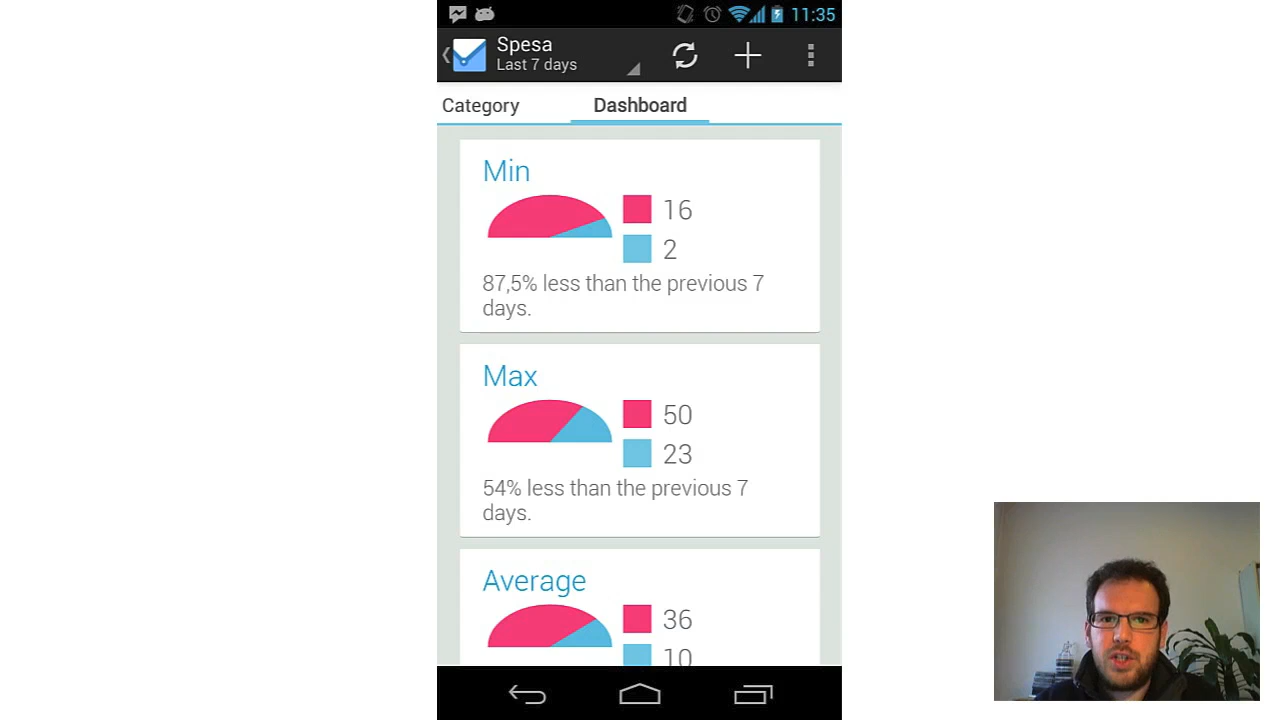 11:35
Spesa
Last 7 days
Category
Dashboard
Min
16
2
87,5% less than the previous 7
days.
Max
50
23
54% less than the previous 7
days.
Average
36
10